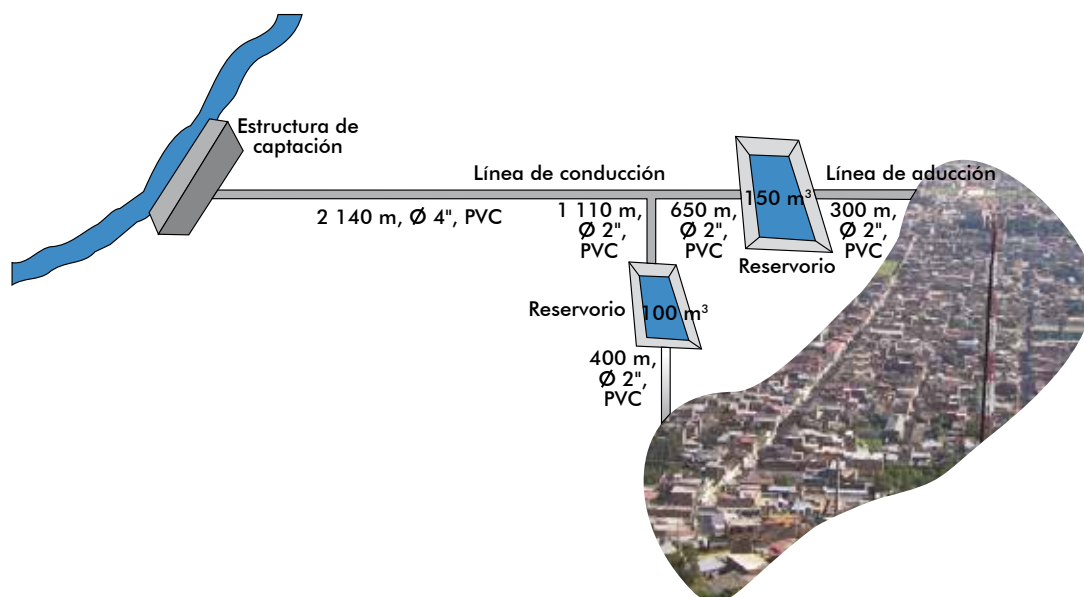 Estructura de
captación
Línea de conducción
2 140 m, Ø 4", PVC
1 110 m,
Ø 2",
PVC
650 m,
Ø 2",
PVC
150 m³
Reservorio
Línea de aducción
300 m,
Ø 2",
PVC
Reservorio
100 m³
400 m,
Ø 2",
PVC